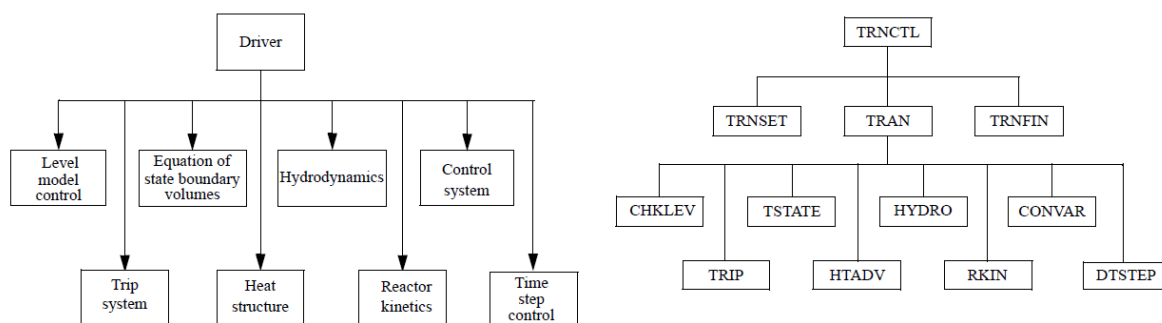 Driver
Level
model
control
Equation of
state boundary
volumes
Hydrodynamics
Control
system
Trip
system
Heat
structure
Reactor
kinetics
Time
step
control
TRNCTL
TRNSET
TRAN
TRNFIN
CHKLEV
TSTATE
HYDRO
CONVAR
TRIP
HTADV
RKIN
DTSTEP